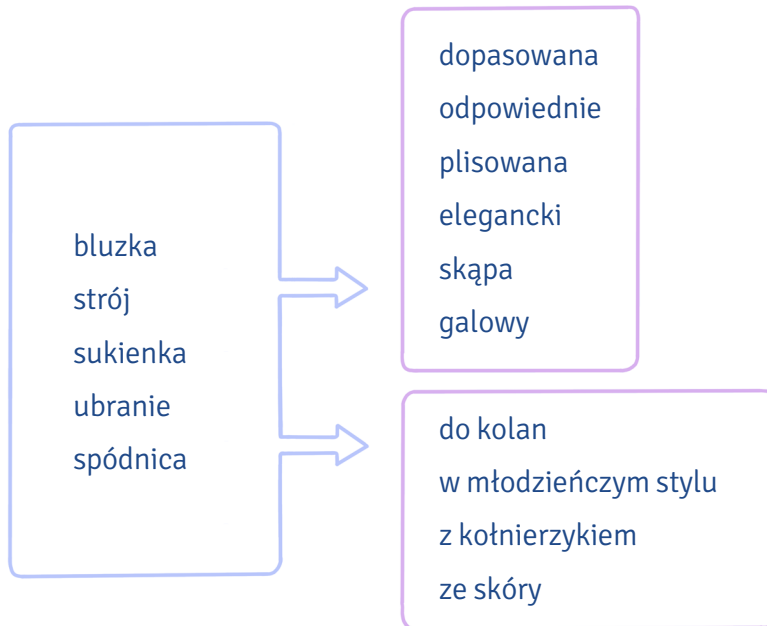 bluzka
strój
sukienka
ubranie
spódnica
dopasowana
odpowiednie
plisowana
elegancki
skąpa
galowy
do kolan
w młodzieńczym stylu
z kołnierzykiem
ze skóry